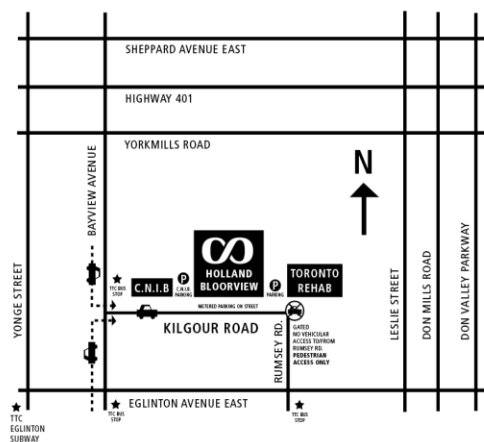 SHEPPARD AVENUE EAST
HIGHWAY 401
YORKMILLS ROAD
N
YONGE STREET
BAYVIEW AVENUE
LESLIE STREET
DON MILLS ROAD
DON VALLEY PARKWAY
TTC BUS
STOP
C.N.I.B
P
C.N.I.B.
PARKING
HOLLAND
BLOORVIEW
P
PARKING
TORONTO
REHAB
METERED PARKING ON STREET
KILGOUR ROAD
RUMSEY RD.
GATED
NO VEHICULAR
ACCESS TO/FROM
RUMSEY RD.
PEDESTRIAN
ACCESS ONLY
EGLINTON AVENUE EAST
TTC
EGLINTON
SUBWAY
TTC BUS
STOP
TTC BUS
STOP